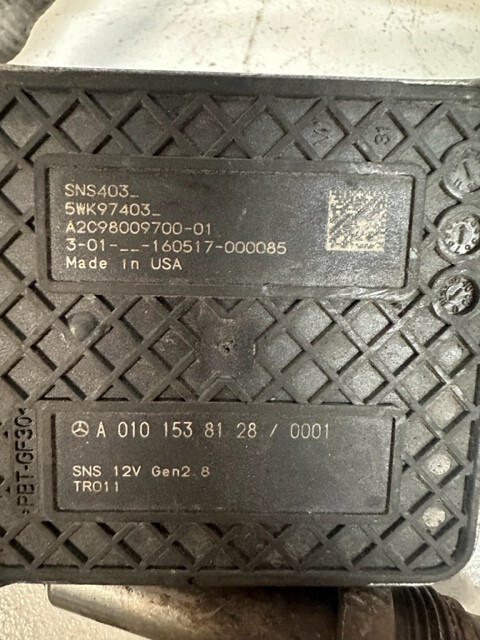 SNS403_
5WK97403_
A2C98009700-01
3-01-__-160517-000085
Made in USA
A 010 153 81 28 / 0001
SNS 12V Gen2.8
TR011
>PBT-GF30<